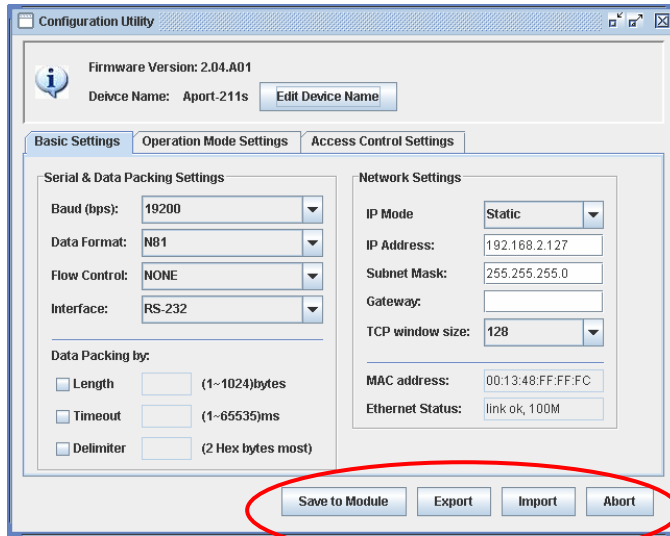 Configuration Utility
Firmware Version: 2.04.A01
Deivce Name: Aport-211s Edit Device Name
Basic Settings Operation Mode Settings Access Control Settings
Serial & Data Packing Settings
Baud (bps): 19200
Data Format: N81
Flow Control: NONE
Interface: RS-232
Data Packing by:
Length (1~1024)bytes
Timeout (1~65535)ms
Delimiter (2 Hex bytes most)
Network Settings
IP Mode Static
IP Address: 192.168.2.127
Subnet Mask: 255.255.255.0
Gateway:
TCP window size: 128
MAC address: 00:13:48:FF:FF:FC
Ethernet Status: link ok, 100M
Save to Module Export Import Abort